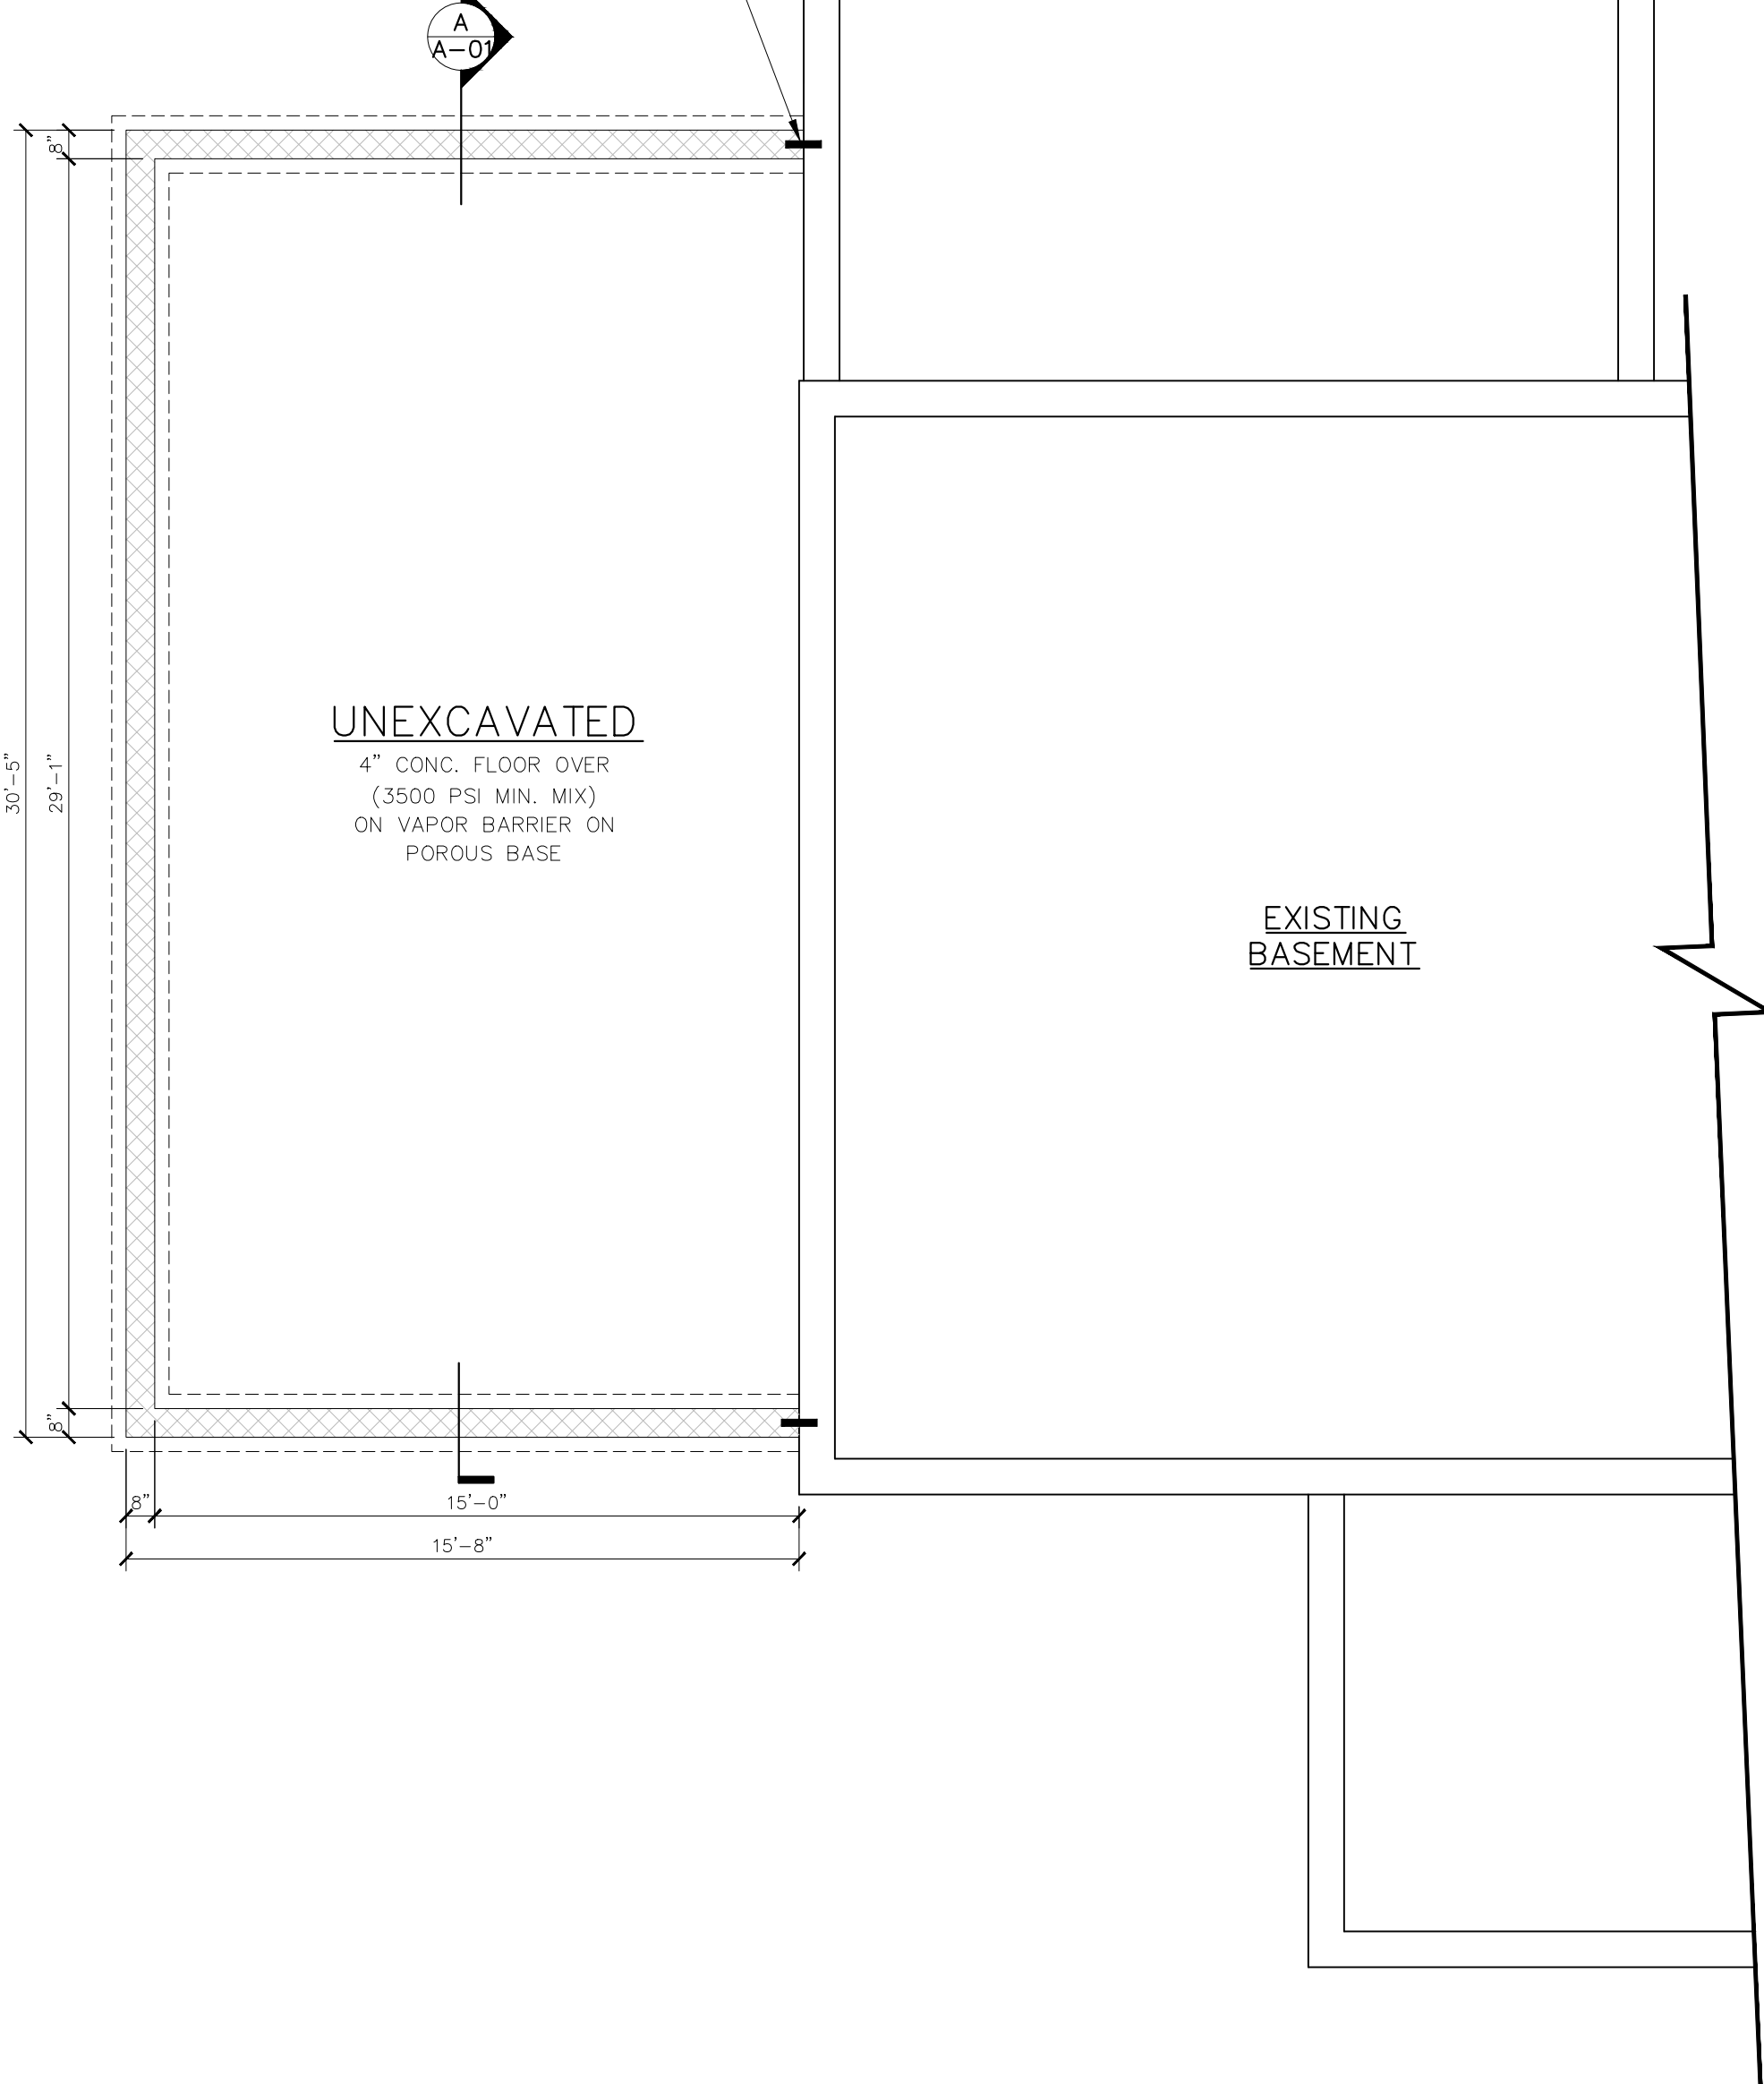 A
A-01
8"
30'-5"
29'-1"
UNEXCAVATED
4" CONC. FLOOR OVER
(3500 PSI MIN. MIX)
ON VAPOR BARRIER ON
POROUS BASE
EXISTING
BASEMENT
8"
8"
15'-0"
15'-8"